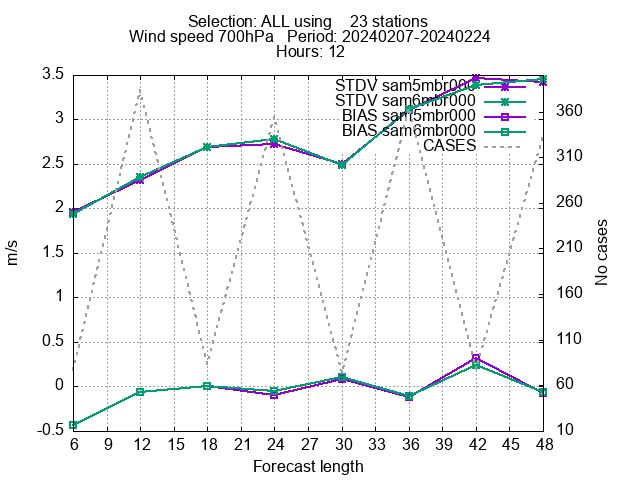 Selection: ALL using    23 stations
Wind speed 700hPa   Period: 20240207-20240224
Hours: 12
STDV sam5mbr000
STDV sam6mbr000
BIAS sam5mbr000
BIAS sam6mbr000
CASES
3.5
3
2.5
2
1.5
1
0.5
0
-0.5
m/s
360
310
260
210
160
110
60
10
No cases
6 9 12 15 18 21 24 27 30 33 36 39 42 45 48
Forecast length